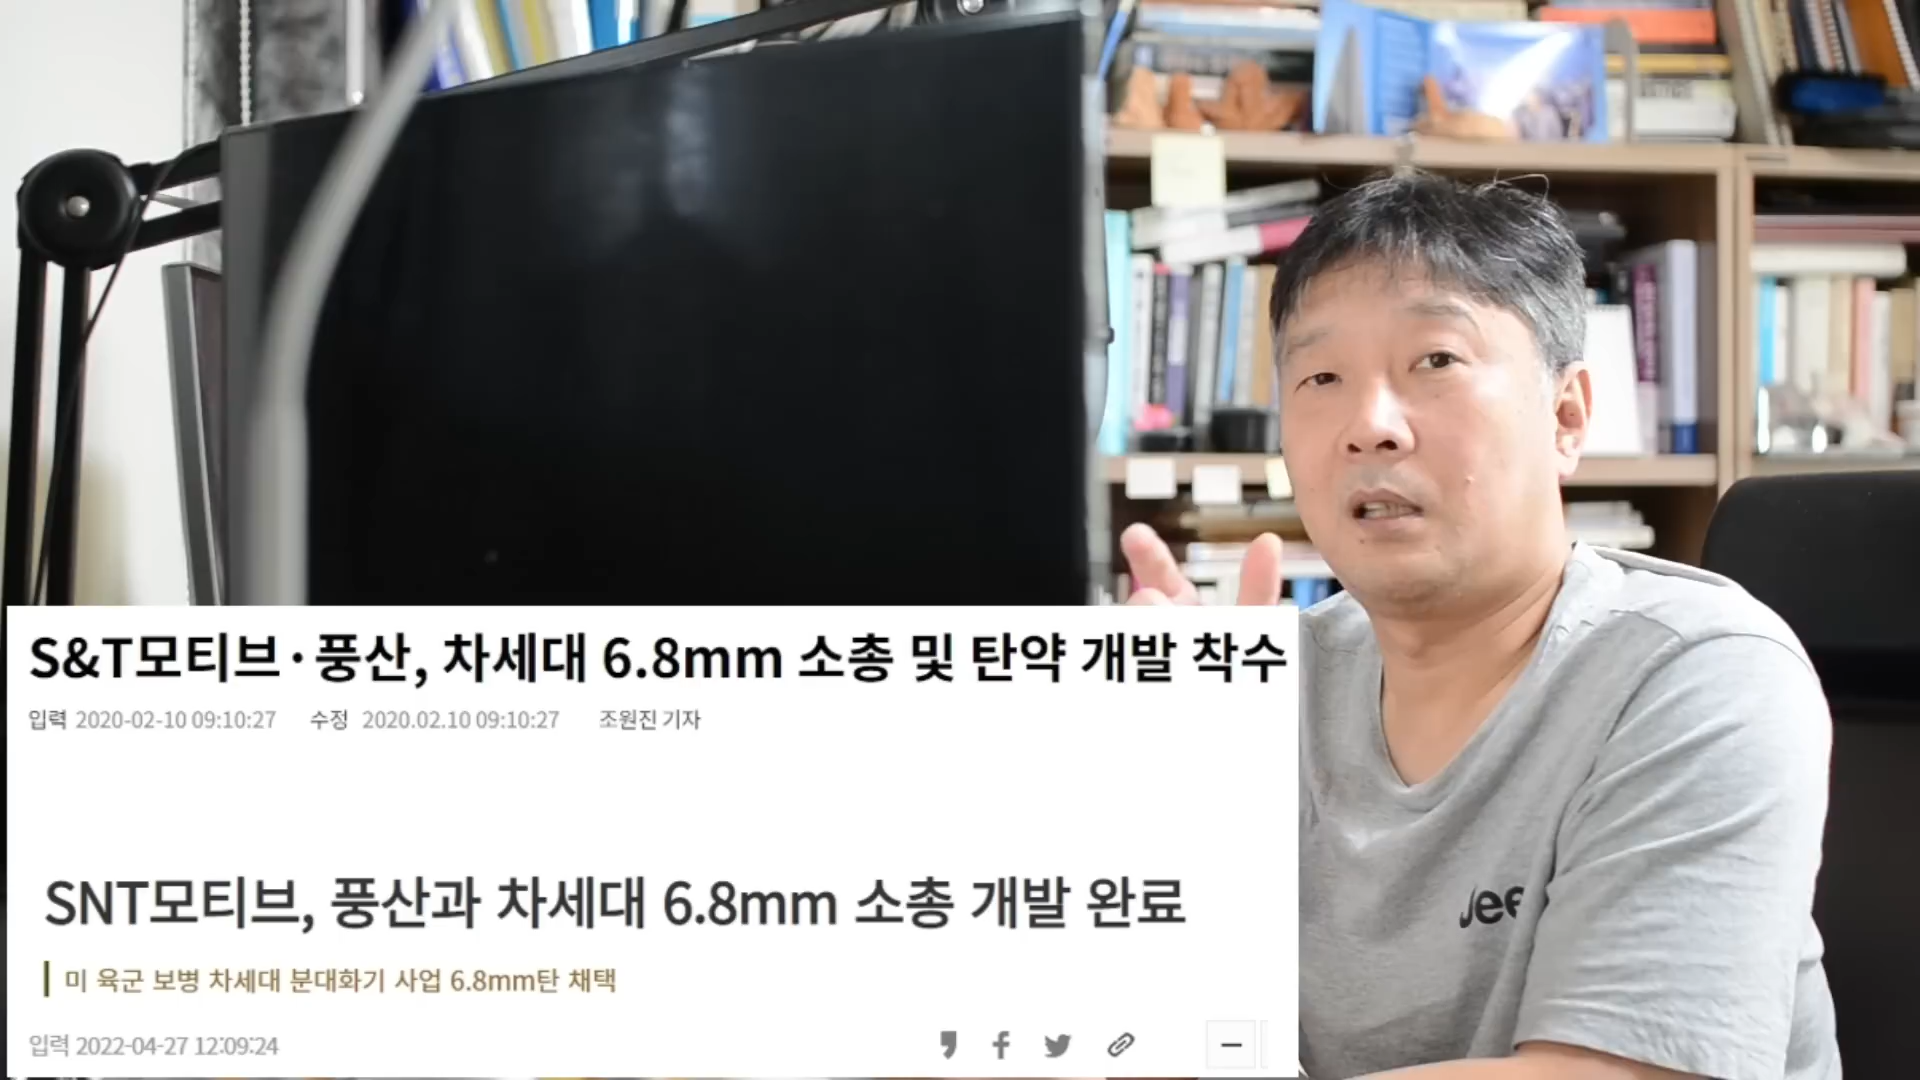 S&T모티브·풍산, 차세대 6.8mm 소총 및 탄약 개발 착수
입력 2020-02-10 09:10:27 수정 2020.02.10 09:10:27 조원진 기자
SNT모티브, 풍산과 차세대 6.8mm 소총 개발 완료
미 육군 보병 차세대 분대화기 사업 6.8mm탄 채택
입력 2022-04-27 12:09:24
Jee